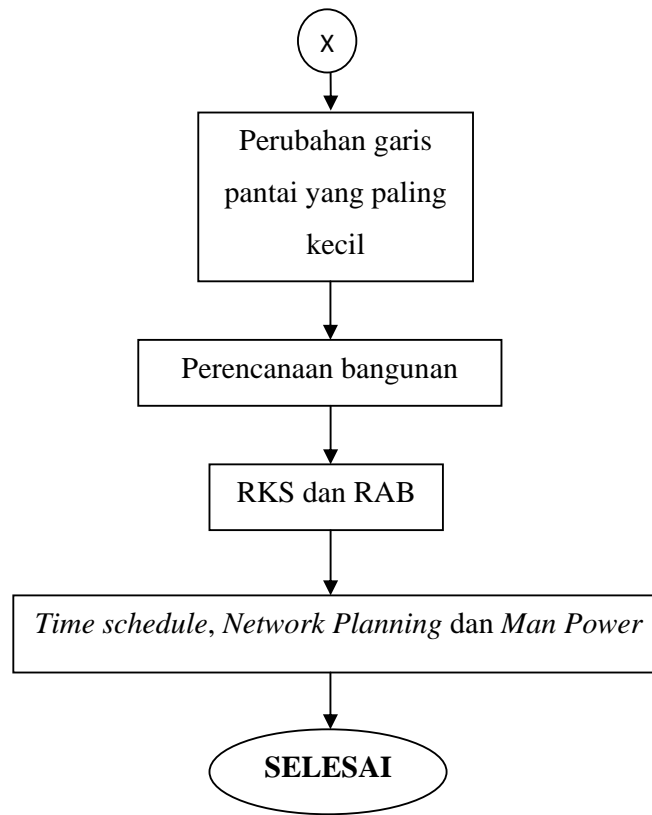 X
Perubahan garis
pantai yang paling
kecil
Perencanaan bangunan
RKS dan RAB
Time schedule, Network Planning dan Man Power
SELESAI